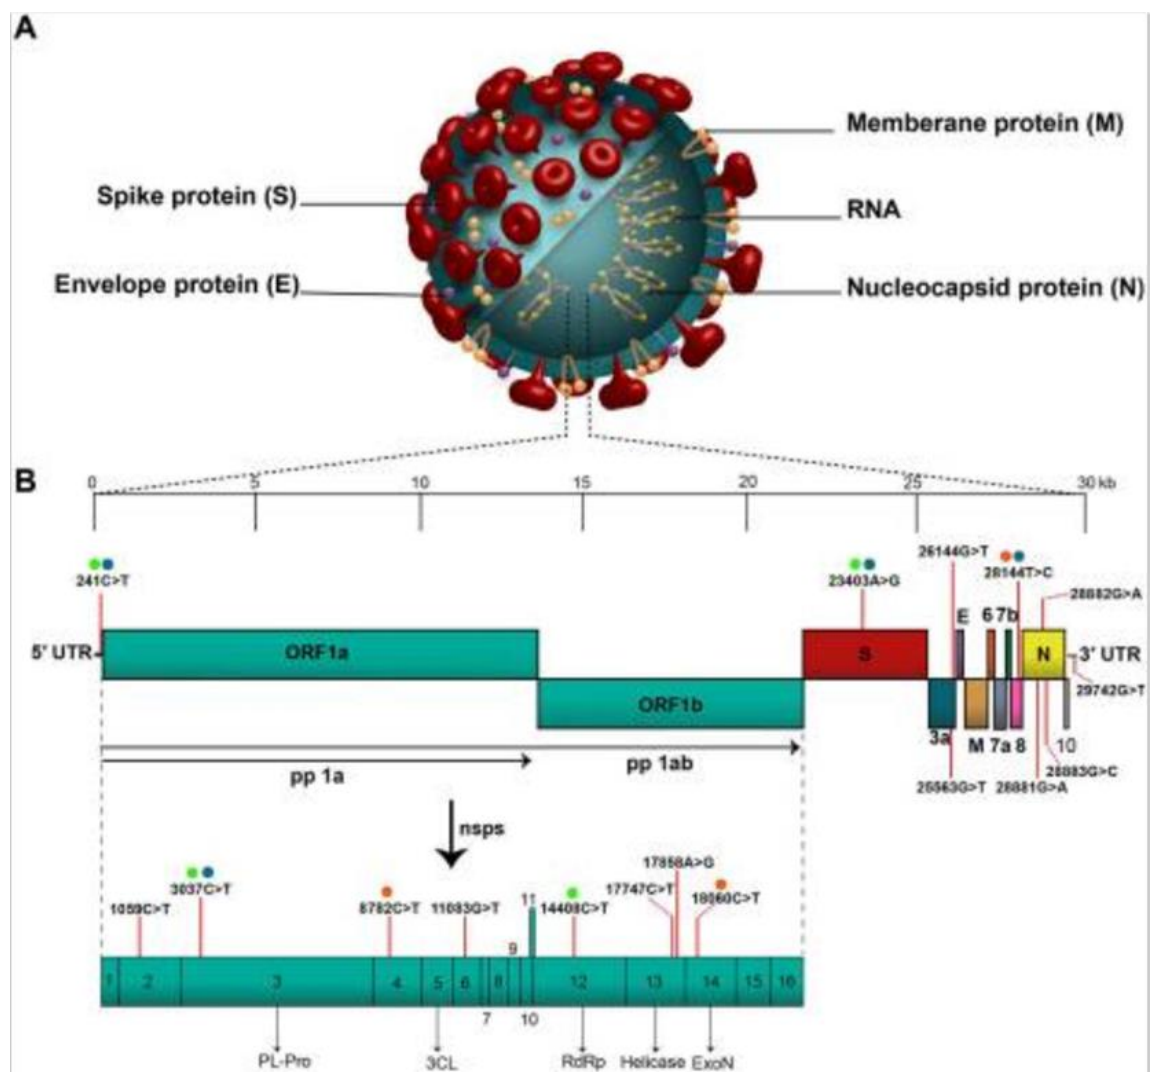 A
Memberane protein (M)
Spike protein (S)
RNA
Envelope protein (E)
Nucleocapsid protein (N)
B
0 5 10 15 20 25 30 kb
26144G>T
241C>T
23403A>G
28144T>C
28882G>A
E 6 7b
5' UTR
ORF1a
S
N
3' UTR
29742G>T
ORF1b
3a
M 7a 8
10
pp 1a
pp 1ab
28883G>C
25563G>T
28881G>A
nsps
17858A>G
3037C>T
17747C>T
1059C>T
8782C>T
11083G>T
11
14408C>T
18060C>T
9
1 2 3 4 5 6 8 12 13 14 15 16
7
10
PL-Pro
3CL
RdRp
Helicase
ExoN